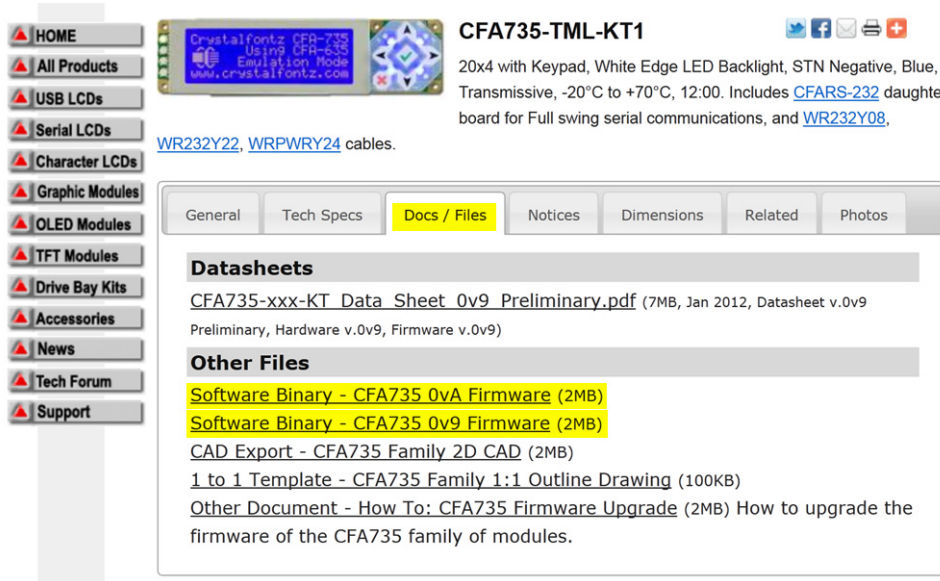 HOME
All Products
USB LCDs
Serial LCDs
Character LCDs
Graphic Modules
OLED Modules
TFT Modules
Drive Bay Kits
Accessories
News
Tech Forum
Support
Crystalfontz CFA-735
Using CFA-635
Emulation Mode
www.crystalfontz.com
CFA735-TML-KT1
20x4 with Keypad, White Edge LED Backlight, STN Negative, Blue,
Transmissive, -20°C to +70°C, 12:00. Includes CFARS-232 daughte
board for Full swing serial communications, and WR232Y08,
WR232Y22, WRPWRY24 cables.
General Tech Specs Docs / Files Notices Dimensions Related Photos
Datasheets
CFA735-xxx-KT_Data_Sheet_0v9_Preliminary.pdf (7MB, Jan 2012, Datasheet v.0v9
Preliminary, Hardware v.0v9, Firmware v.0v9)
Other Files
Software Binary - CFA735 0vA Firmware (2MB)
Software Binary - CFA735 0v9 Firmware (2MB)
CAD Export - CFA735 Family 2D CAD (2MB)
1 to 1 Template - CFA735 Family 1:1 Outline Drawing (100KB)
Other Document - How To: CFA735 Firmware Upgrade (2MB) How to upgrade the
firmware of the CFA735 family of modules.